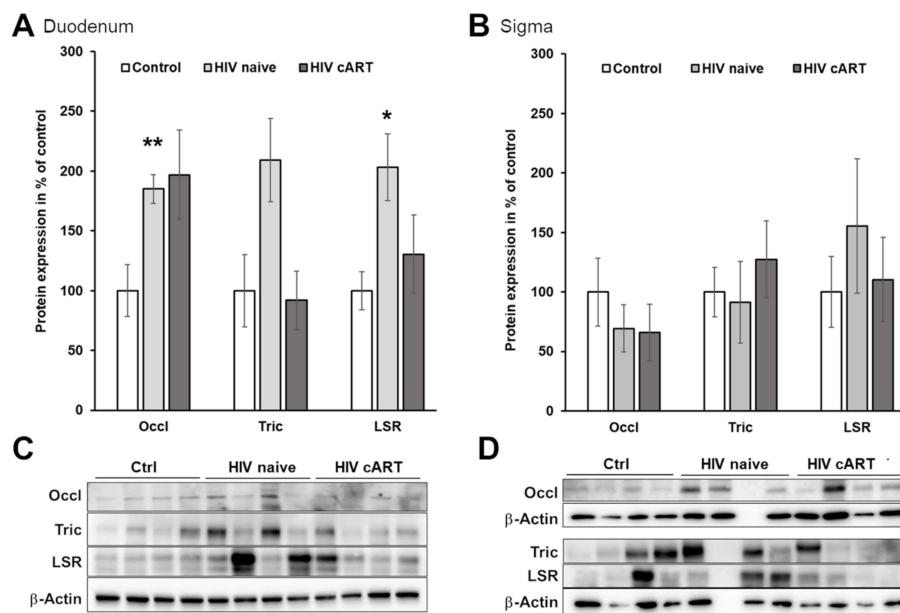 A Duodenum
300
250
200
150
100
50
0
Protein expression in % of control
Control HIV naive HIV cART
**
*
Occl Tric LSR
B Sigma
300
250
200
150
100
50
0
Protein expression in % of control
Control HIV naive HIV cART
Occl Tric LSR
C
Ctrl HIV naive HIV cART
Occl
Tric
LSR
β-Actin
D
Ctrl HIV naive HIV cART
Occl
β-Actin
Tric
LSR
β-Actin